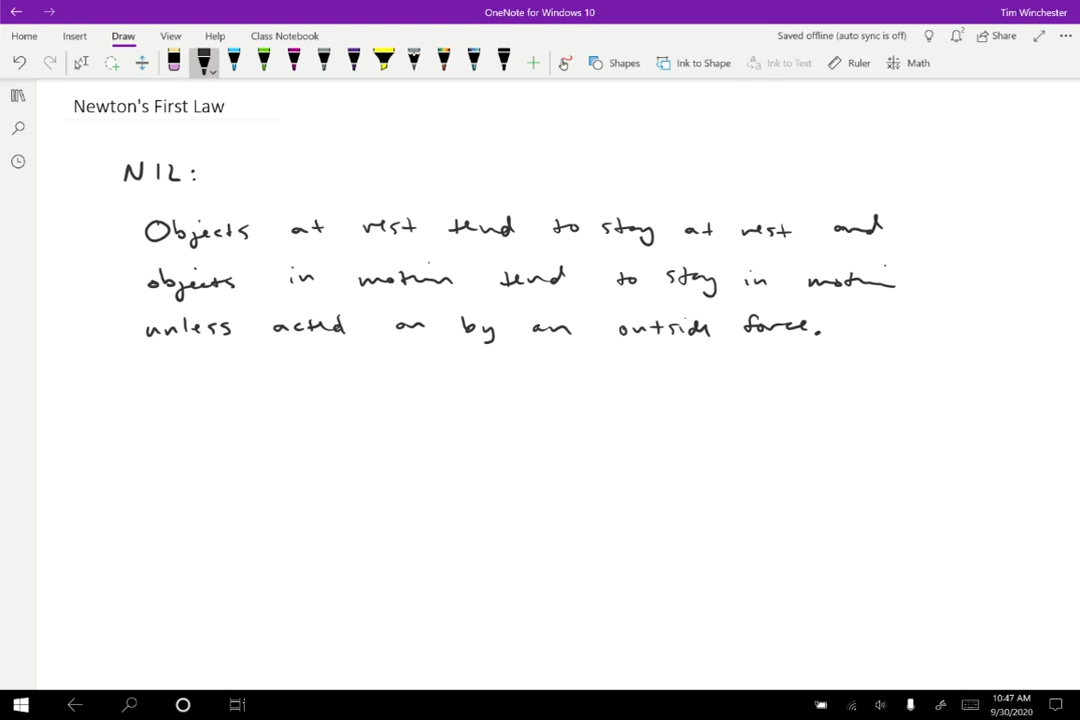 OneNote for Windows 10
Tim Winchester
Home Insert Draw View Help Class Notebook
Saved offline (auto sync is off) Share
Shapes Ink to Shape Ink to Text Ruler Math
Newton's First Law
N1L:
Objects at rest tend to stay at rest and
objects in motion tend to stay in motion
unless acted on by an outside force.
10:47 AM
9/30/2020